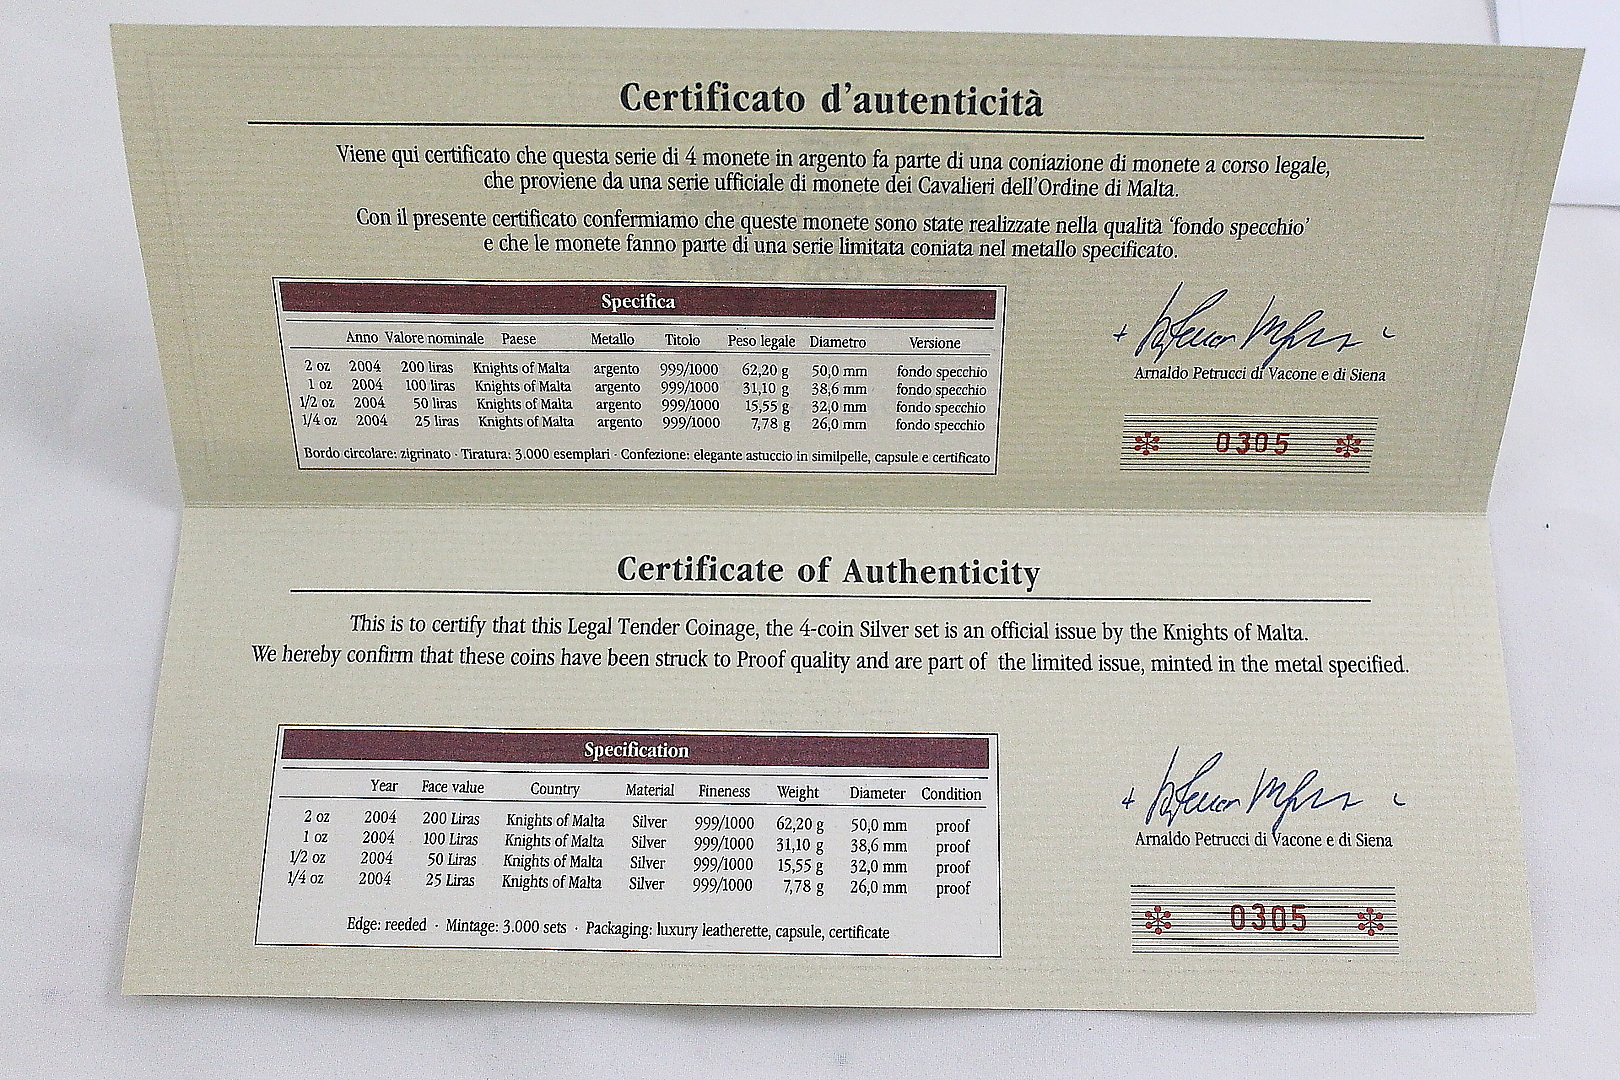 Certificato d'autenticità
Viene qui certificato che questa serie di 4 monete in argento fa parte di una coniazione di monete a corso legale,
che proviene da una serie ufficiale di monete dei Cavalieri dell'Ordine di Malta.
Con il presente certificato confermiamo che queste monete sono state realizzate nella qualità 'fondo specchio'
e che le monete fanno parte di una serie limitata coniata nel metallo specificato.
Specifica
Anno Valore nominale Paese Metallo Titolo Peso legale Diametro Versione
2 oz 2004 200 liras Knights of Malta argento 999/1000 62,20 g 50,0 mm fondo specchio
1 oz 2004 100 liras Knights of Malta argento 999/1000 31,10 g 38,6 mm fondo specchio
1/2 oz 2004 50 liras Knights of Malta argento 999/1000 15,55 g 32,0 mm fondo specchio
1/4 oz 2004 25 liras Knights of Malta argento 999/1000 7,78 g 26,0 mm fondo specchio
Bordo circolare: zigrinato · Tiratura: 3.000 esemplari · Confezione: elegante astuccio in similpelle, capsule e certificato
Arnaldo Petrucci di Vacone e di Siena
0305
Certificate of Authenticity
This is to certify that this Legal Tender Coinage, the 4-coin Silver set is an official issue by the Knights of Malta.
We hereby confirm that these coins have been struck to Proof quality and are part of the limited issue, minted in the metal specified.
Specification
Year Face value Country Material Fineness Weight Diameter Condition
2 oz 2004 200 Liras Knights of Malta Silver 999/1000 62,20 g 50,0 mm proof
1 oz 2004 100 Liras Knights of Malta Silver 999/1000 31,10 g 38,6 mm proof
1/2 oz 2004 50 Liras Knights of Malta Silver 999/1000 15,55 g 32,0 mm proof
1/4 oz 2004 25 Liras Knights of Malta Silver 999/1000 7,78 g 26,0 mm proof
Edge: reeded · Mintage: 3.000 sets · Packaging: luxury leatherette, capsule, certificate
Arnaldo Petrucci di Vacone e di Siena
0305